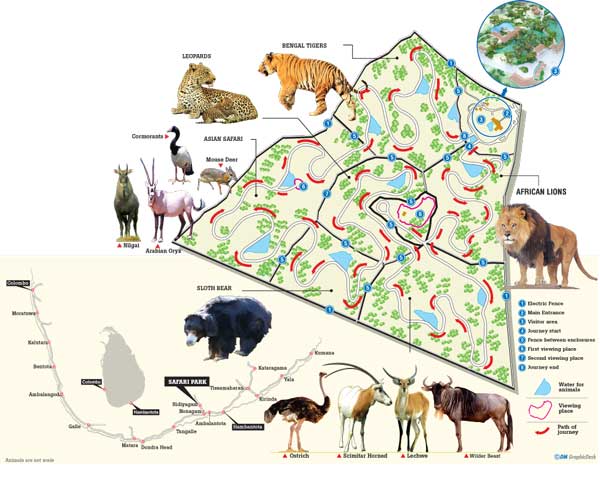 BENGAL TIGERS
LEOPARDS
Cormorants
ASIAN SAFARI
Mouse Deer
Nilgai
Arabian Oryx
AFRICAN LIONS
SLOTH BEAR
1 Electric Fence
2 Main Entrance
3 Visitor area
4 Journey start
5 Fence between enclosures
6 First viewing place
7 Second viewing place
8 Journey end
Water for
animals
Viewing
place
Path of
journey
Colombo
Moratuwa
Kalutara
Bentota
Ambalangoda
Galle
Matara
Dondra Head
Tangalle
Ambalantota
Hambantota
Nonagam
Ridiyagam
SAFARI PARK
Tissamaharam
Kirinda
Yala
Kataragama
Kumana
Colombo
Hambantota
Ostrich
Scimitar Horned
Lechwe
Wilder Beast
Animals are not scale
©DM GraphicDesk